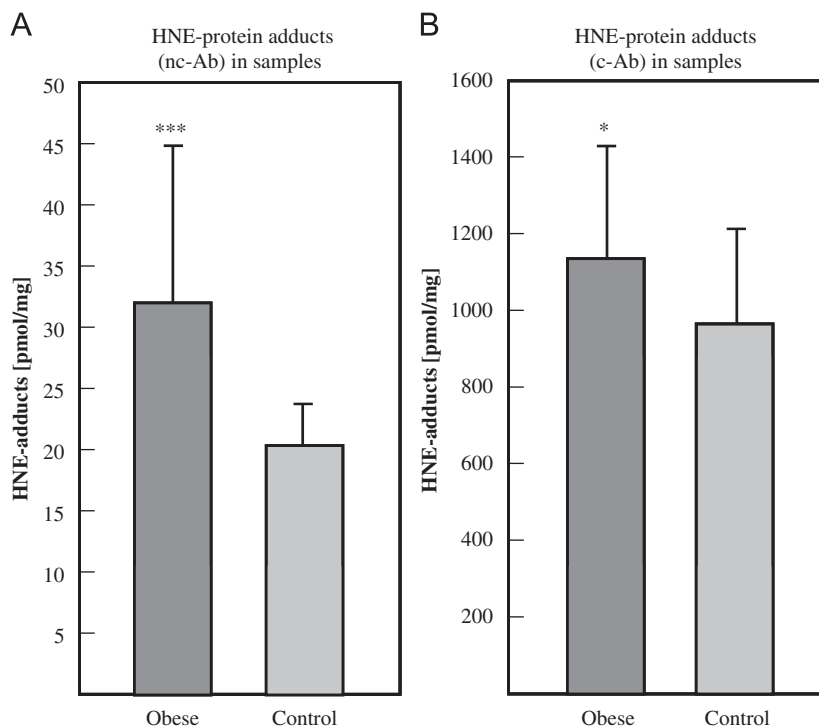 A
HNE-protein adducts
(nc-Ab) in samples
50
45
40
35
30
25
20
15
10
5
HNE-adducts [pmol/mg]
***
Obese
Control
B
HNE-protein adducts
(c-Ab) in samples
1600
1400
1200
1000
800
600
400
200
HNE-adducts [pmol/mg]
*
Obese
Control